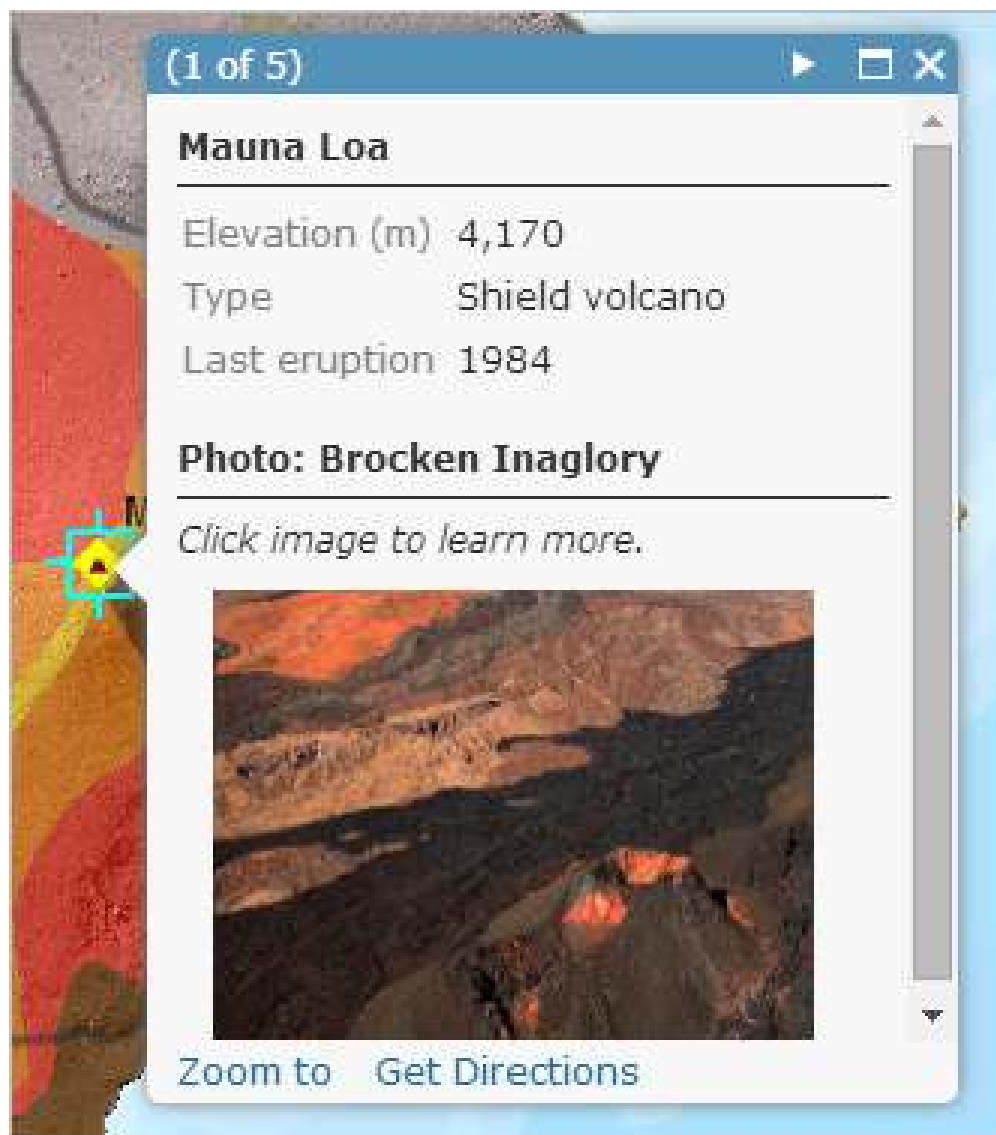 (1 of 5)
Mauna Loa
Elevation (m) 4,170
Type Shield volcano
Last eruption 1984
Photo: Brocken Inaglory
M
Click image to learn more.
Zoom to Get Directions